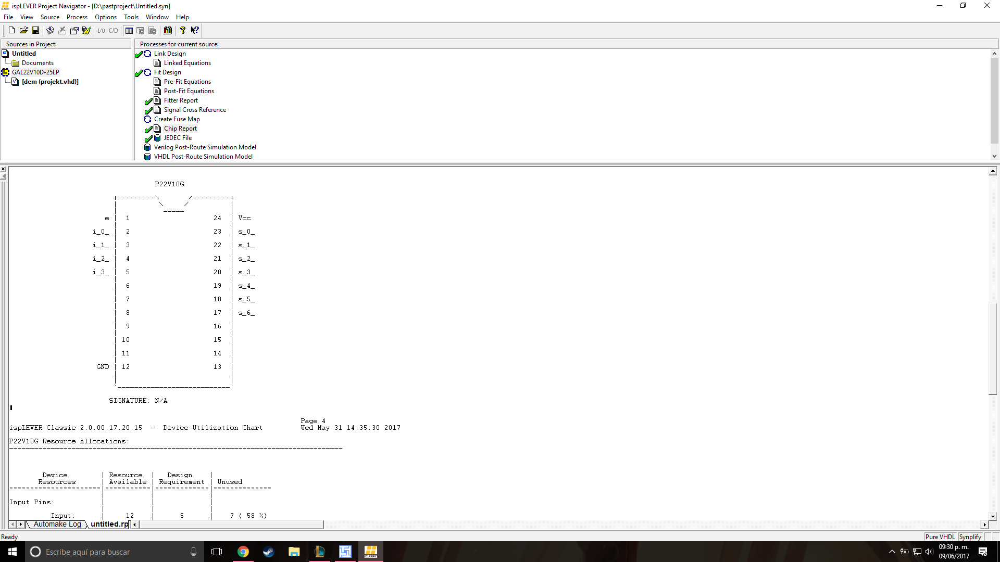 ispLEVER Project Navigator - [D:\pastproject\Untitled.syn]
File View Source Process Options Tools Window Help
I/O C/D
Sources in Project:
Untitled
Documents
GAL22V10D-25LP
[dem (projekt.vhd)]
Processes for current source:
Link Design
Linked Equations
Fit Design
Pre-Fit Equations
Post-Fit Equations
Fitter Report
Signal Cross Reference
Create Fuse Map
Chip Report
JEDEC File
Verilog Post-Route Simulation Model
VHDL Post-Route Simulation Model
P22V10G
+---------\       /---------+
e | 1 24 | Vcc
i_0_ | 2 23 | s_0_
i_1_ | 3 22 | s_1_
i_2_ | 4 21 | s_2_
i_3_ | 5 20 | s_3_
| 6 19 | s_4_
| 7 18 | s_5_
| 8 17 | s_6_
| 9 16 |
| 10 15 |
| 11 14 |
GND | 12 13 |
`---------------------------'
SIGNATURE: N/A
Page 4
ispLEVER Classic 2.0.00.17.20.15 - Device Utilization Chart Wed May 31 14:35:30 2017
P22V10G Resource Allocations:
Device | Resource | Design |
Resources | Available | Requirement | Unused
======================|===========|=============|==============
Input Pins:
Input: | 12 | 5 | 7 ( 58 %)
Automake Log untitled.rp
Ready
Pure VHDL Synplify
CLASSIC
Escribe aquí para buscar
09:30 p. m.
09/06/2017